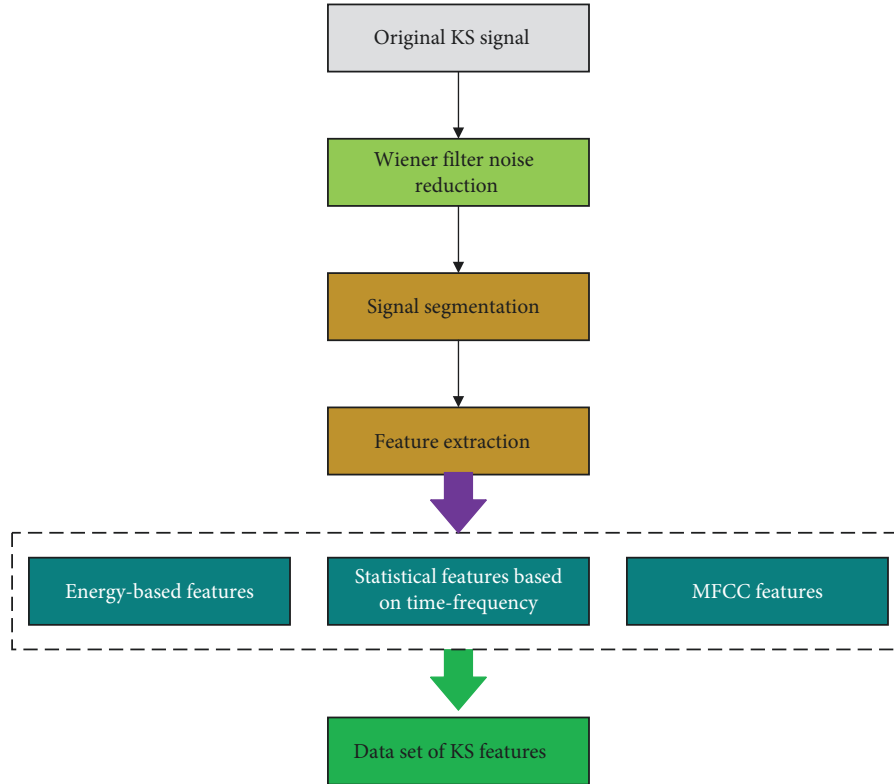 Original KS signal
Wiener filter noise
reduction
Signal segmentation
Feature extraction
Energy-based features
Statistical features based
on time-frequency
MFCC features
Data set of KS features